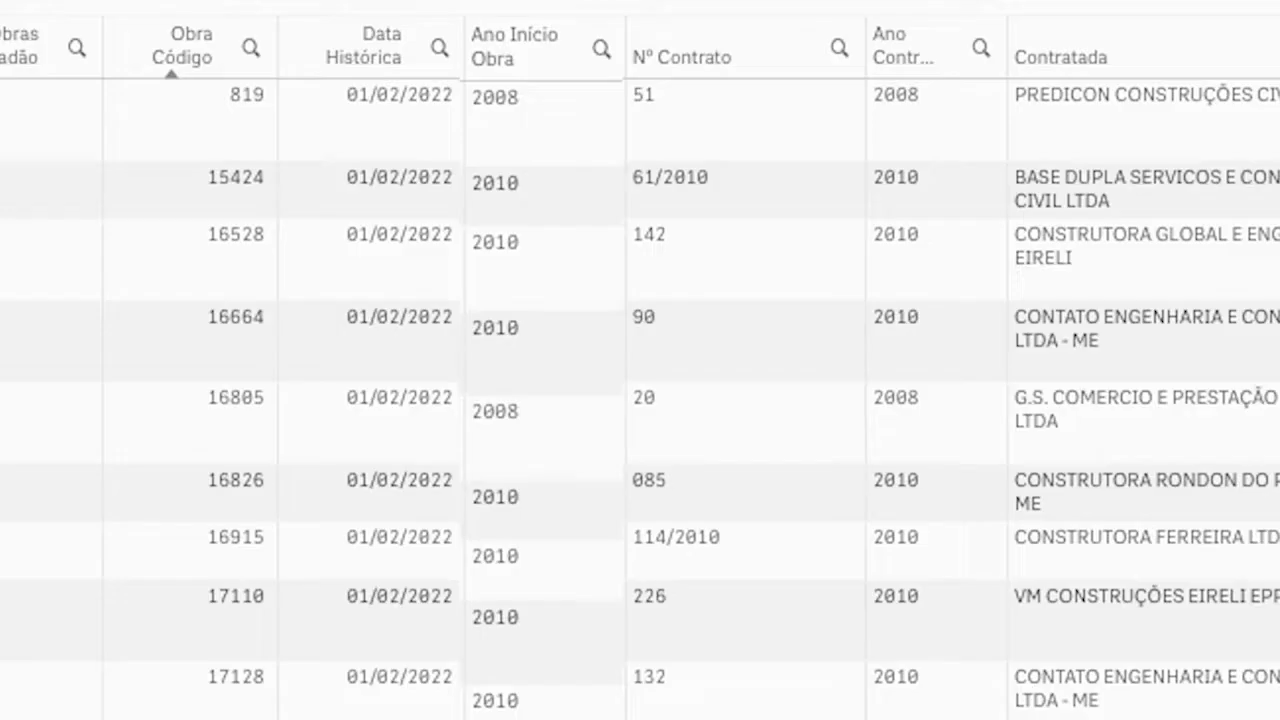 Obras
adão
Obra
Código
Data
Histórica
Ano Início
Obra
Nº Contrato
Ano
Contr...
Contratada
819 01/02/2022 2008 51 2008 PREDICON CONSTRUÇÕES CIV
15424 01/02/2022 2010 61/2010 2010 BASE DUPLA SERVICOS E CON
CIVIL LTDA
16528 01/02/2022 2010 142 2010 CONSTRUTORA GLOBAL E ENG
EIRELI
16664 01/02/2022 2010 90 2010 CONTATO ENGENHARIA E CON
LTDA - ME
16805 01/02/2022 2008 20 2008 G.S. COMERCIO E PRESTAÇÃO
LTDA
16826 01/02/2022 2010 085 2010 CONSTRUTORA RONDON DO P
ME
16915 01/02/2022 2010 114/2010 2010 CONSTRUTORA FERREIRA LTD
17110 01/02/2022 2010 226 2010 VM CONSTRUÇÕES EIRELI EPP
17128 01/02/2022 2010 132 2010 CONTATO ENGENHARIA E CON
LTDA - ME